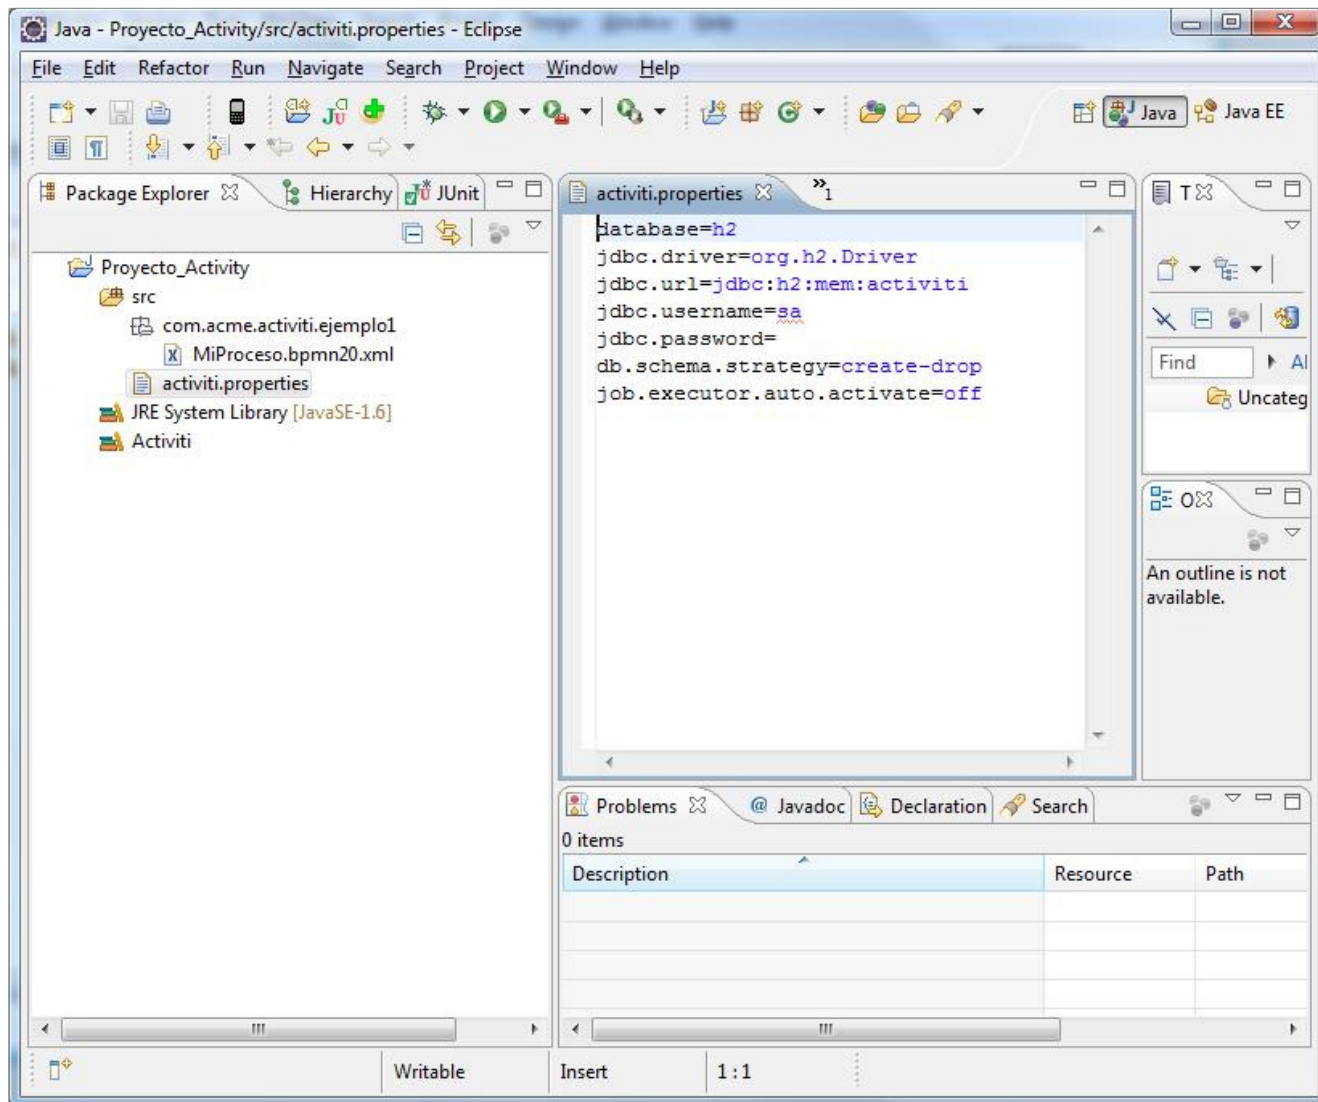 Java - Proyecto_Activity/src/activiti.properties - Eclipse
File Edit Refactor Run Navigate Search Project Window Help
Java Java EE
Package Explorer Hierarchy JUnit
activiti.properties »1
T
Proyecto_Activity
src
com.acme.activiti.ejemplo1
MiProceso.bpmn20.xml
activiti.properties
JRE System Library [JavaSE-1.6]
Activiti
database=h2
jdbc.driver=org.h2.Driver
jdbc.url=jdbc:h2:mem:activiti
jdbc.username=sa
jdbc.password=
db.schema.strategy=create-drop
job.executor.auto.activate=off
Find Al
Uncateg
O
An outline is not
available.
Problems @ Javadoc Declaration Search
0 items
Description Resource Path
Writable Insert 1:1